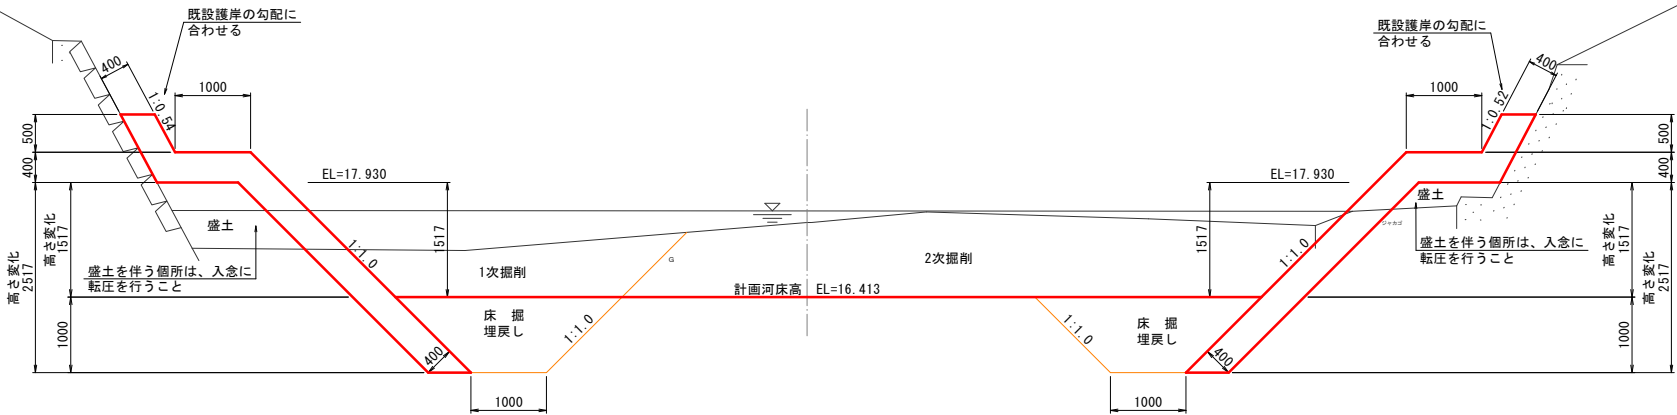 既設護岸の勾配に
合わせる
400
1:0.54
1000
500
400
EL=17.930
高さ変化
1517
高さ変化
2517
1000
盛土
盛土を伴う個所は、入念に
転圧を行うこと
1:1.0
1517
1次掘削
床 掘
埋戻し
400
1:1.0
1000
G
計画河床高 EL=16.413
2次掘削
既設護岸の勾配に
合わせる
400
1:0.52
1000
500
400
EL=17.930
1517
1:1.0
ジャカゴ
盛土
盛土を伴う個所は、入念に
転圧を行うこと
高さ変化
1517
高さ変化
2517
1000
1:1.0
床 掘
埋戻し
400
1000